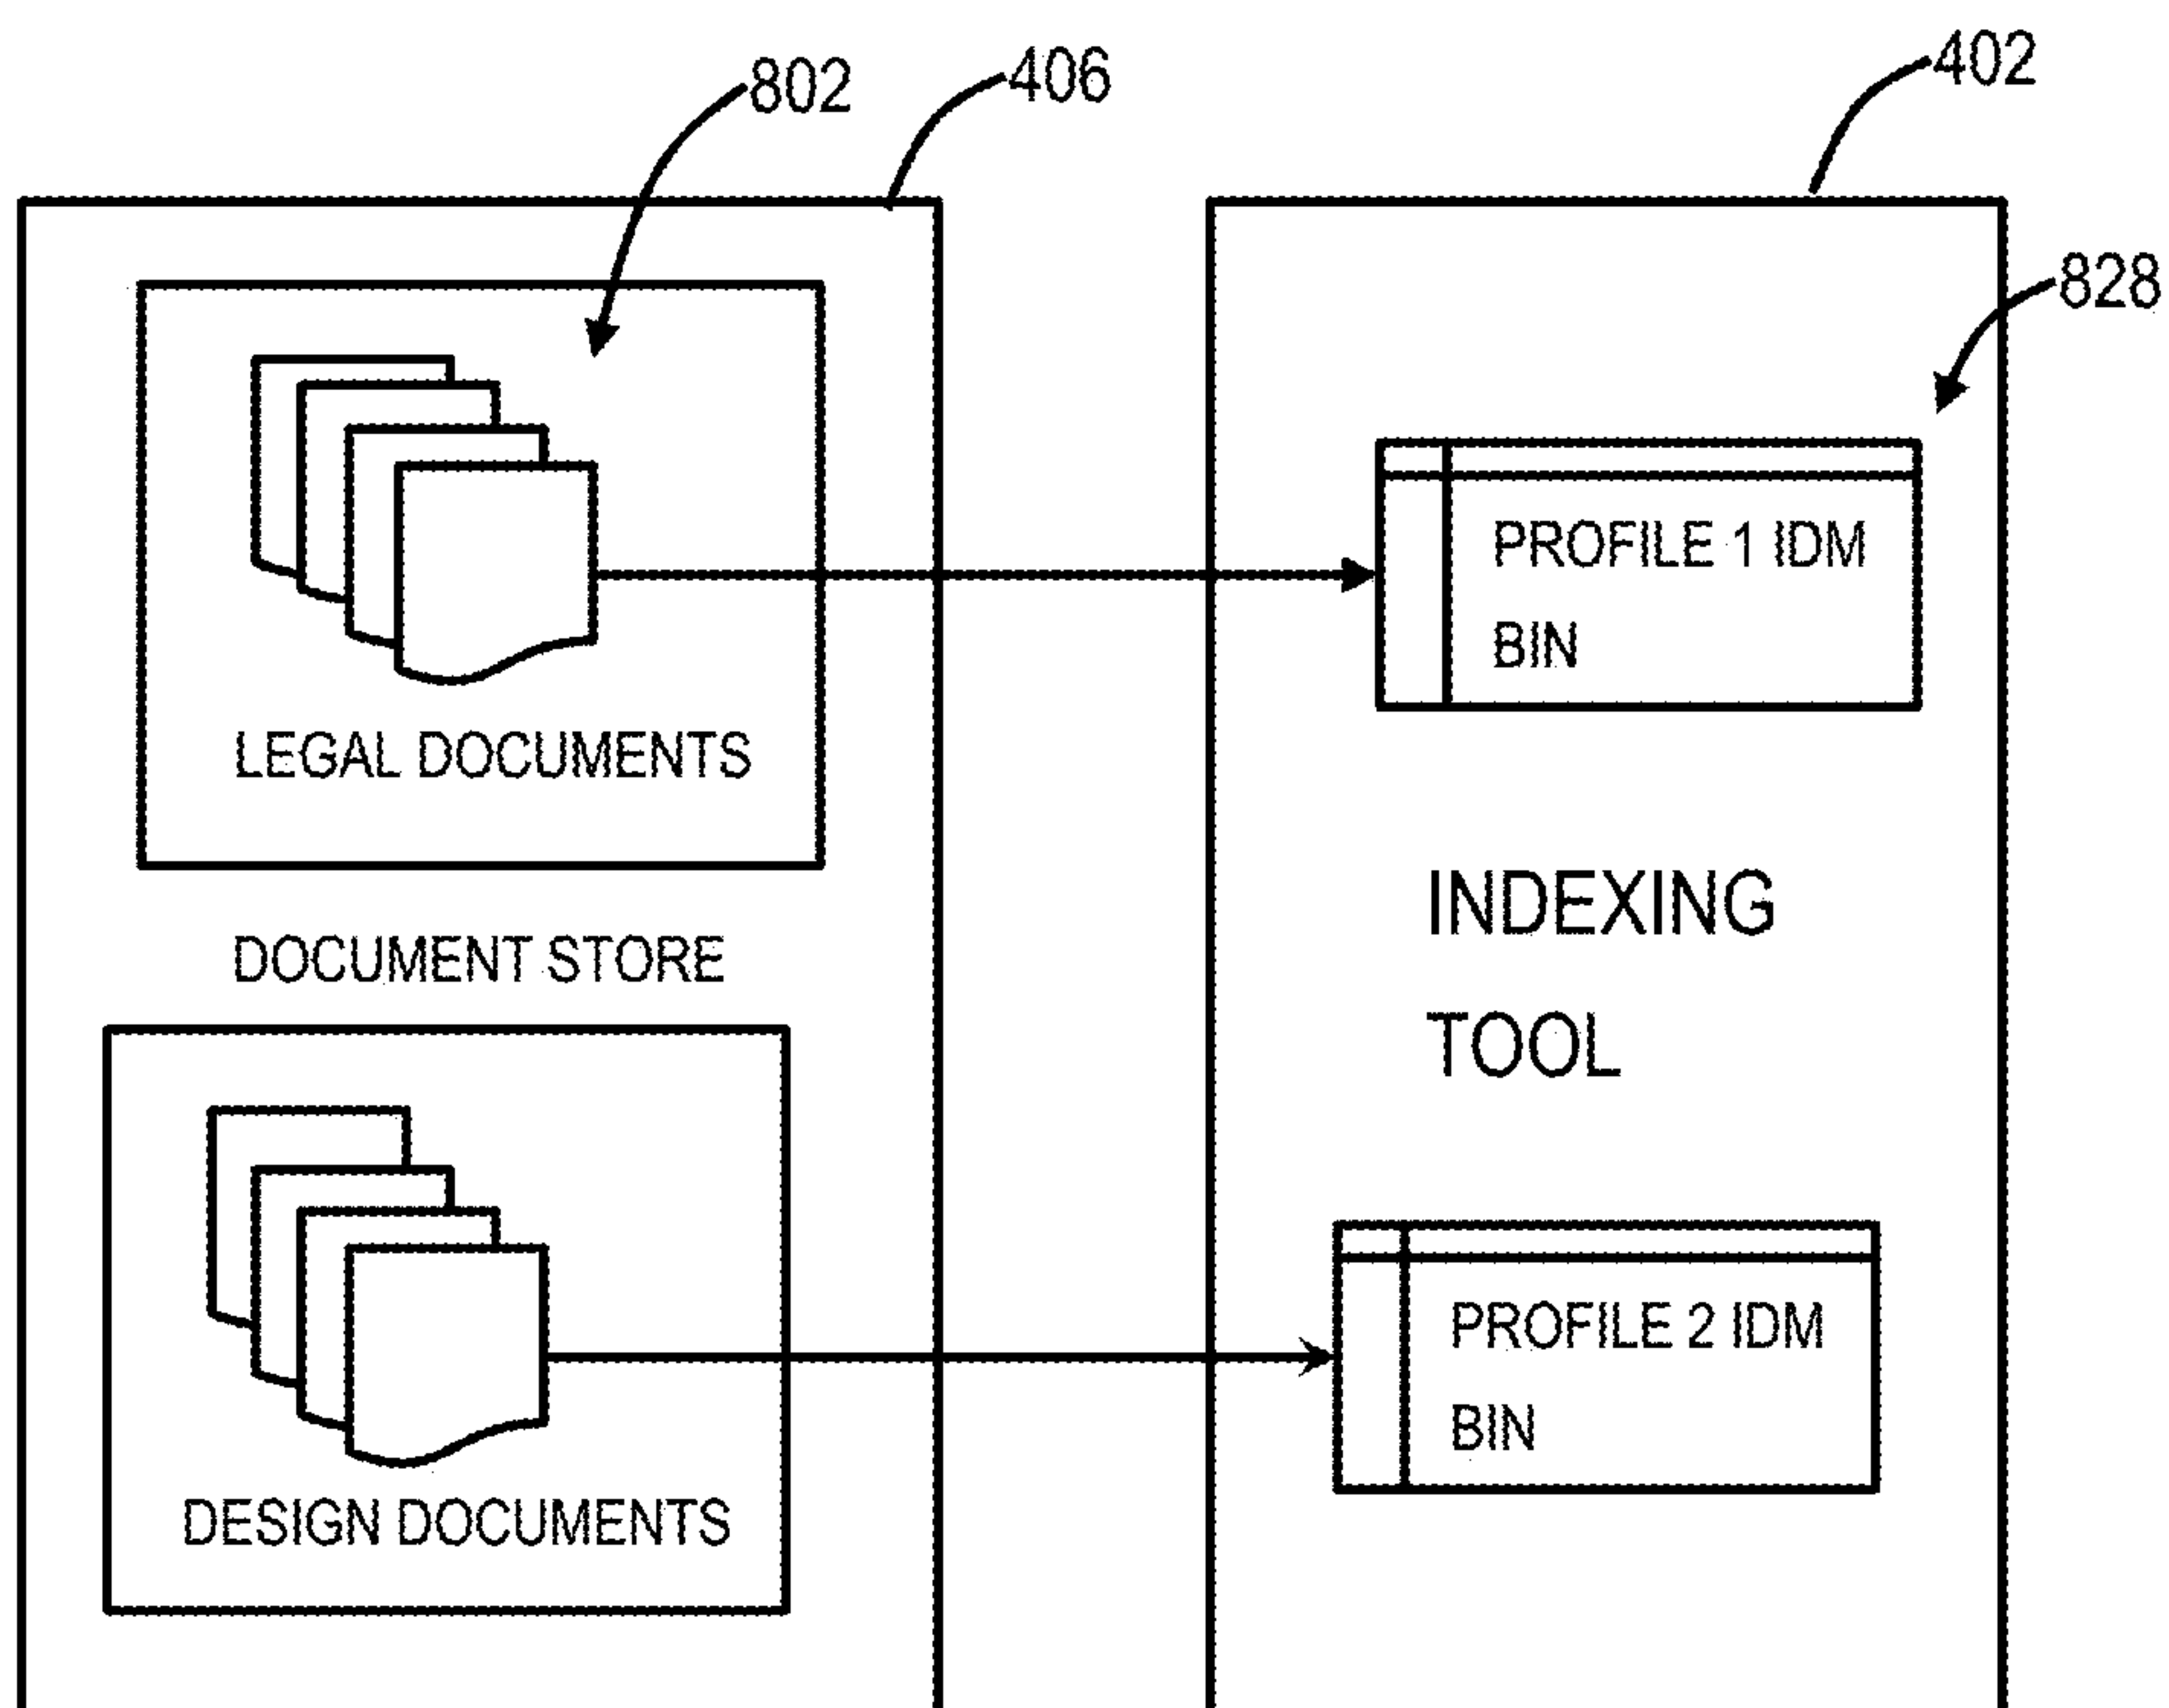 802
406
402
828
PROFILE 1 IDM
BIN
LEGAL DOCUMENTS
INDEXING
TOOL
DOCUMENT STORE
PROFILE 2 IDM
BIN
DESIGN DOCUMENTS